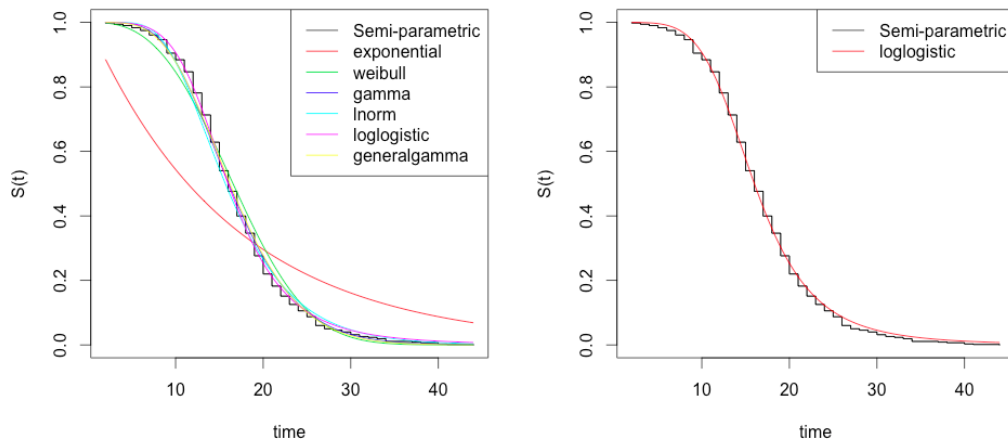 Semi-parametric
exponential
weibull
gamma
lnorm
loglogistic
generalgamma
S(t)
1.0
0.8
0.6
0.4
0.2
0.0
10
20
30
40
time
Semi-parametric
loglogistic
S(t)
1.0
0.8
0.6
0.4
0.2
0.0
10
20
30
40
time